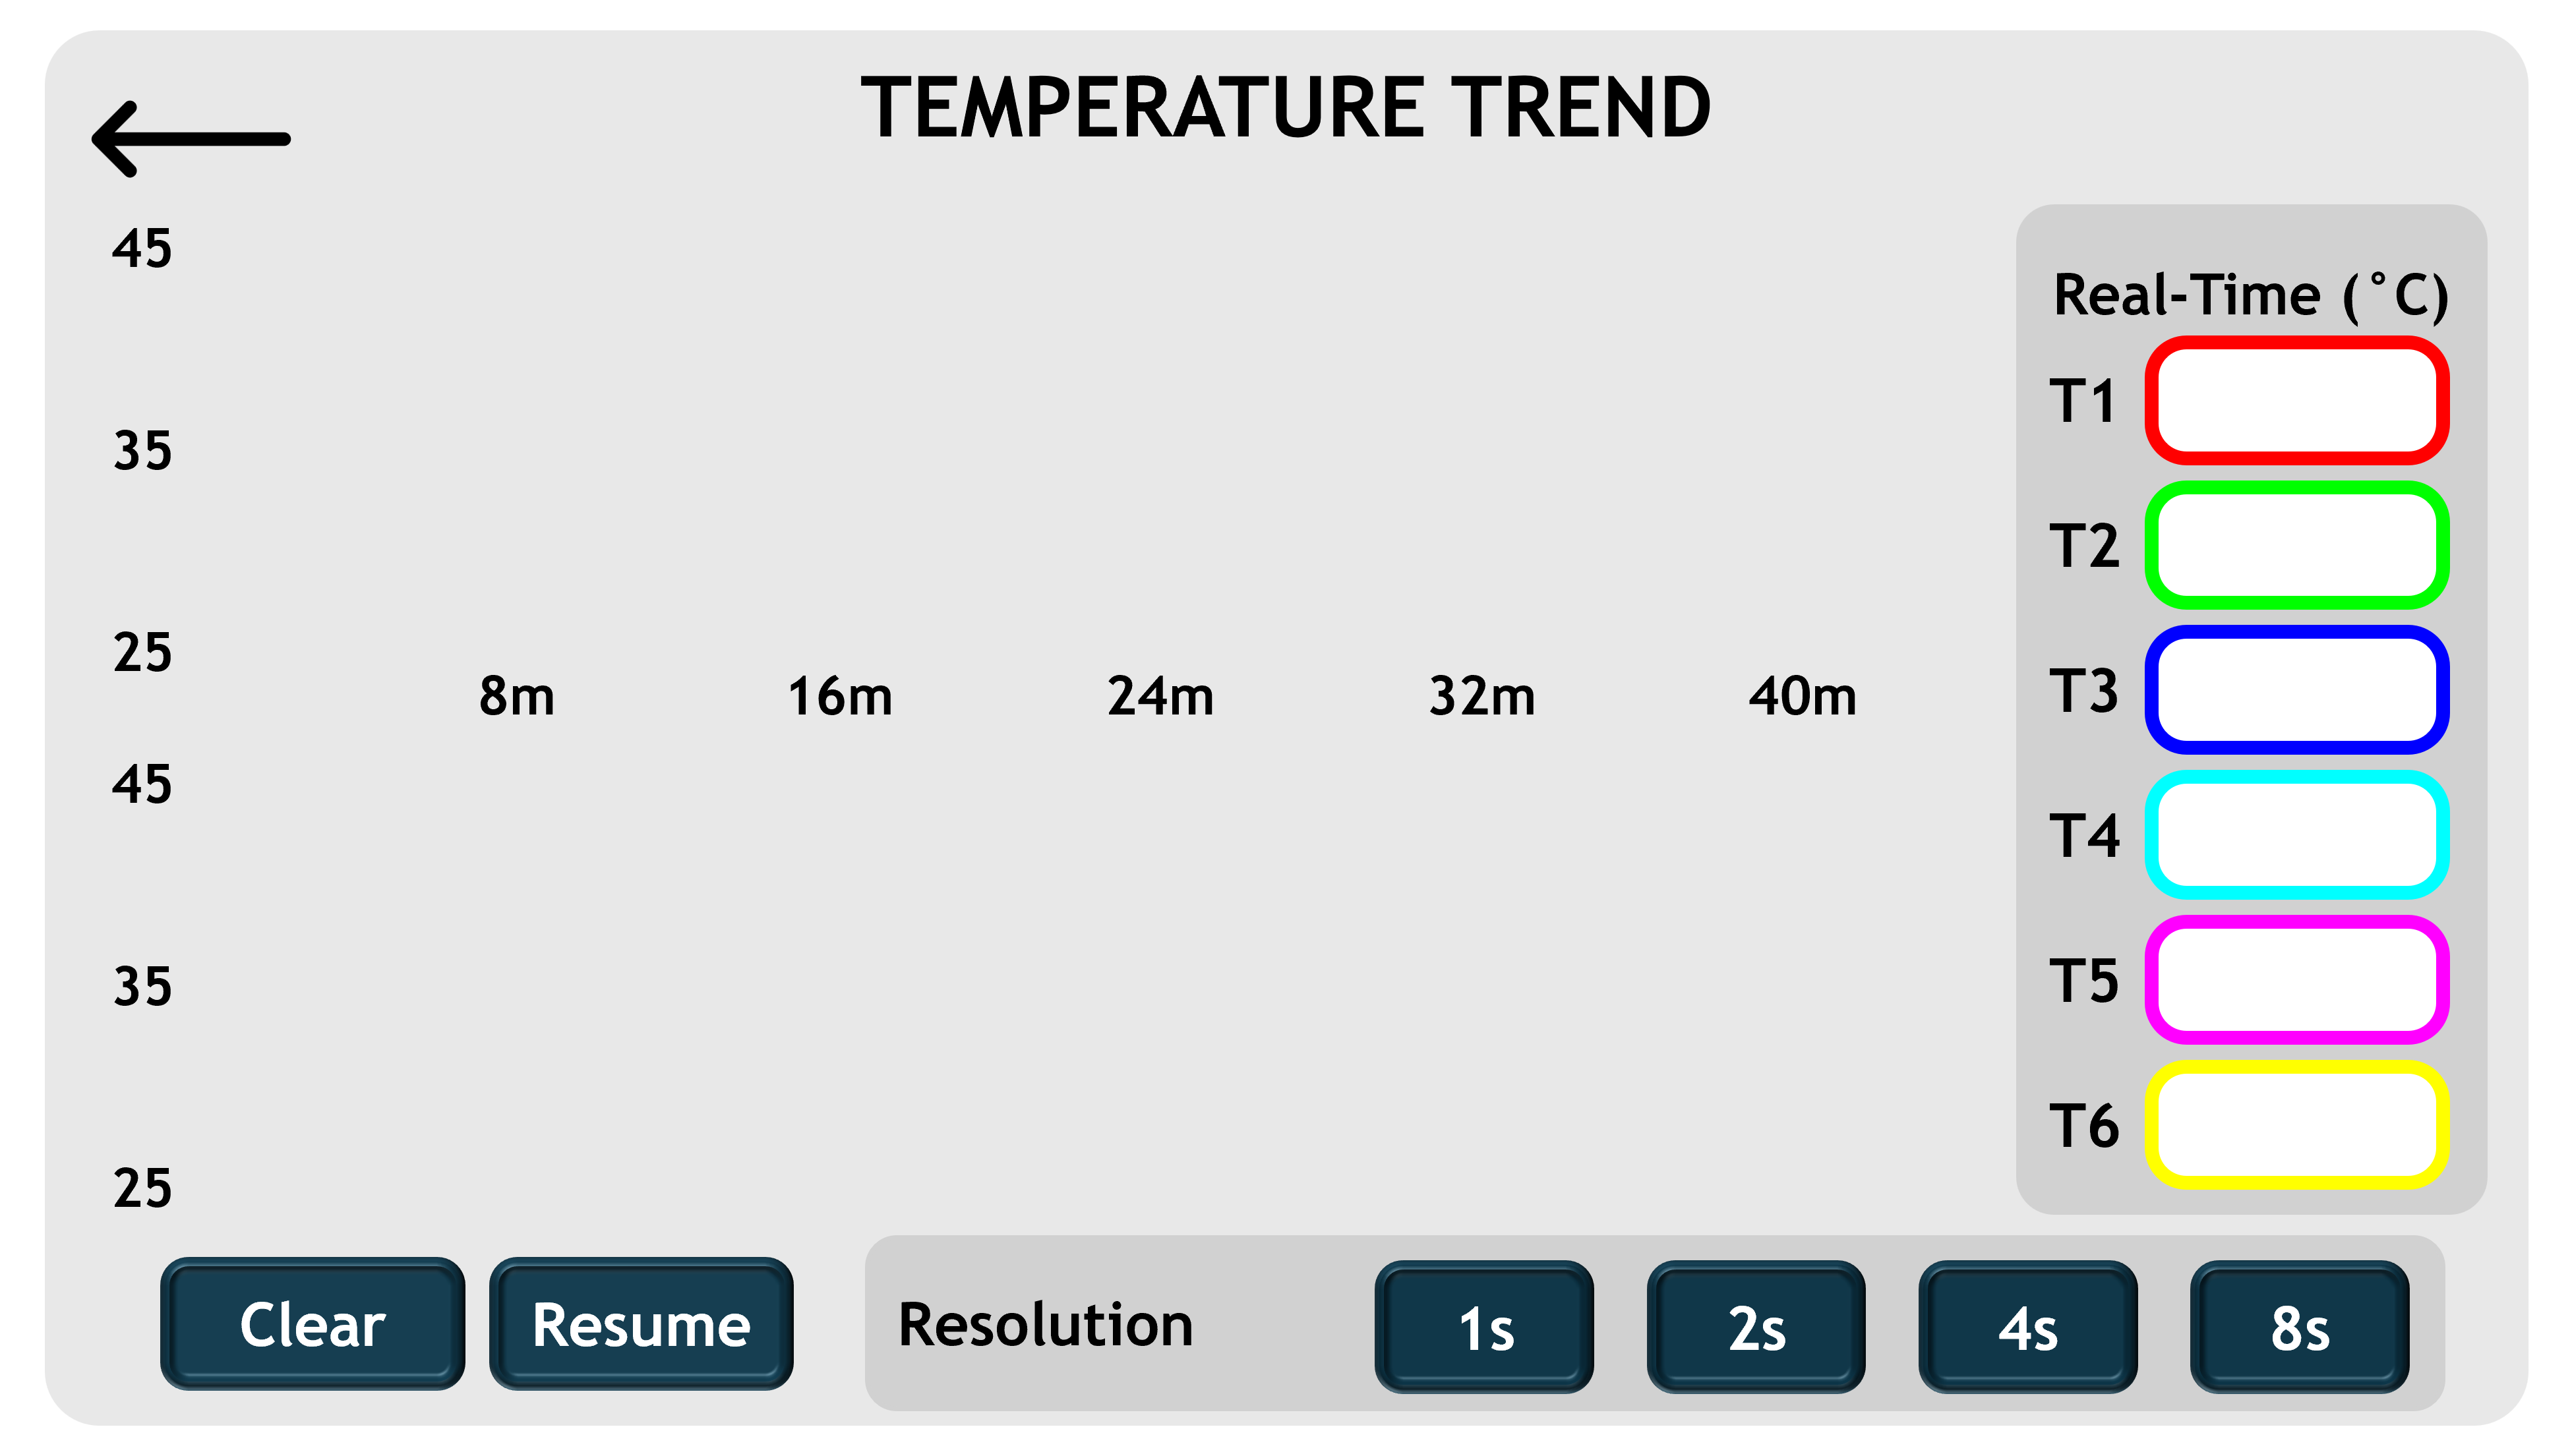 TEMPERATURE TREND
45
35
25
8m 16m 24m 32m 40m
45
35
25
Real-Time (°C)
T1
T2
T3
T4
T5
T6
Clear Resume Resolution 1s 2s 4s 8s